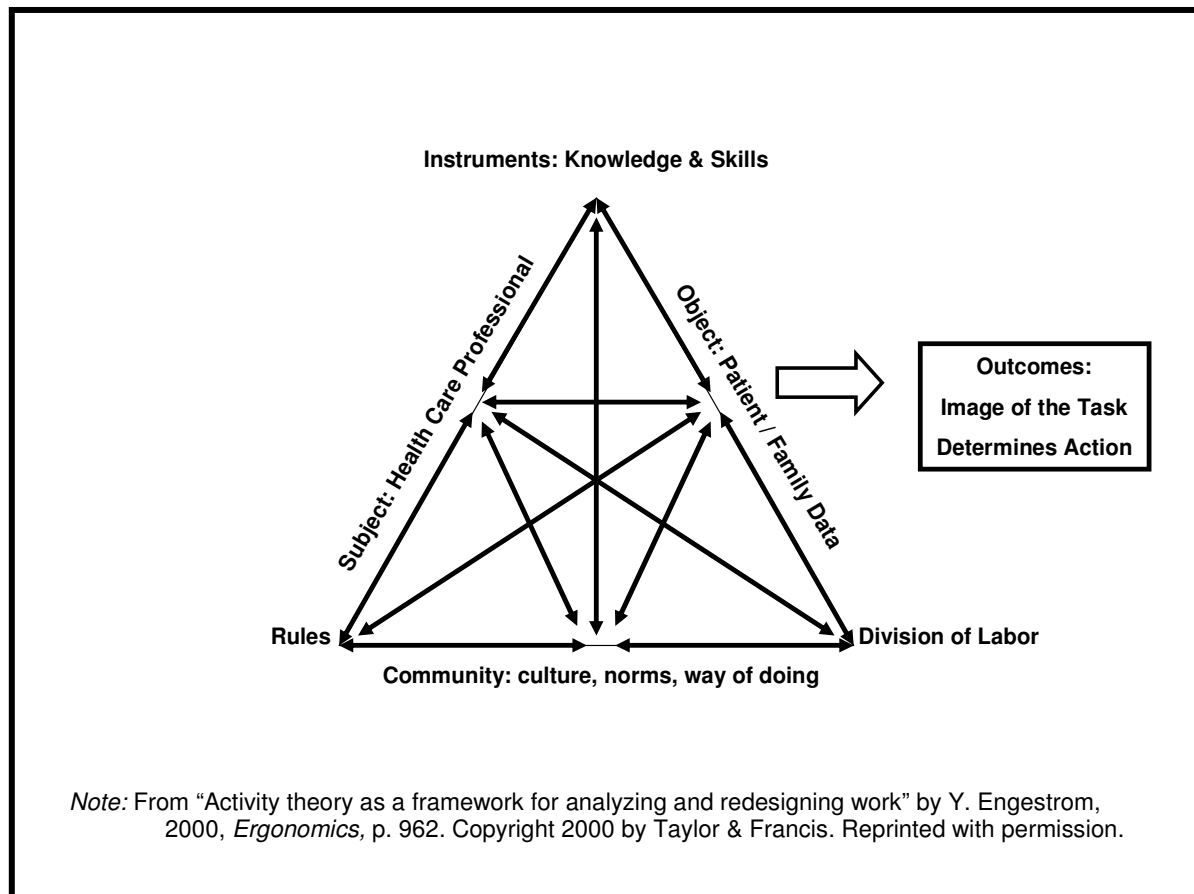 Instruments: Knowledge & Skills
Subject: Health Care Professional
Object: Patient / Family Data
Outcomes:
Image of the Task
Determines Action
Rules
Division of Labor
Community: culture, norms, way of doing
Note: From “Activity theory as a framework for analyzing and redesigning work” by Y. Engestrom,
2000, Ergonomics, p. 962. Copyright 2000 by Taylor & Francis. Reprinted with permission.